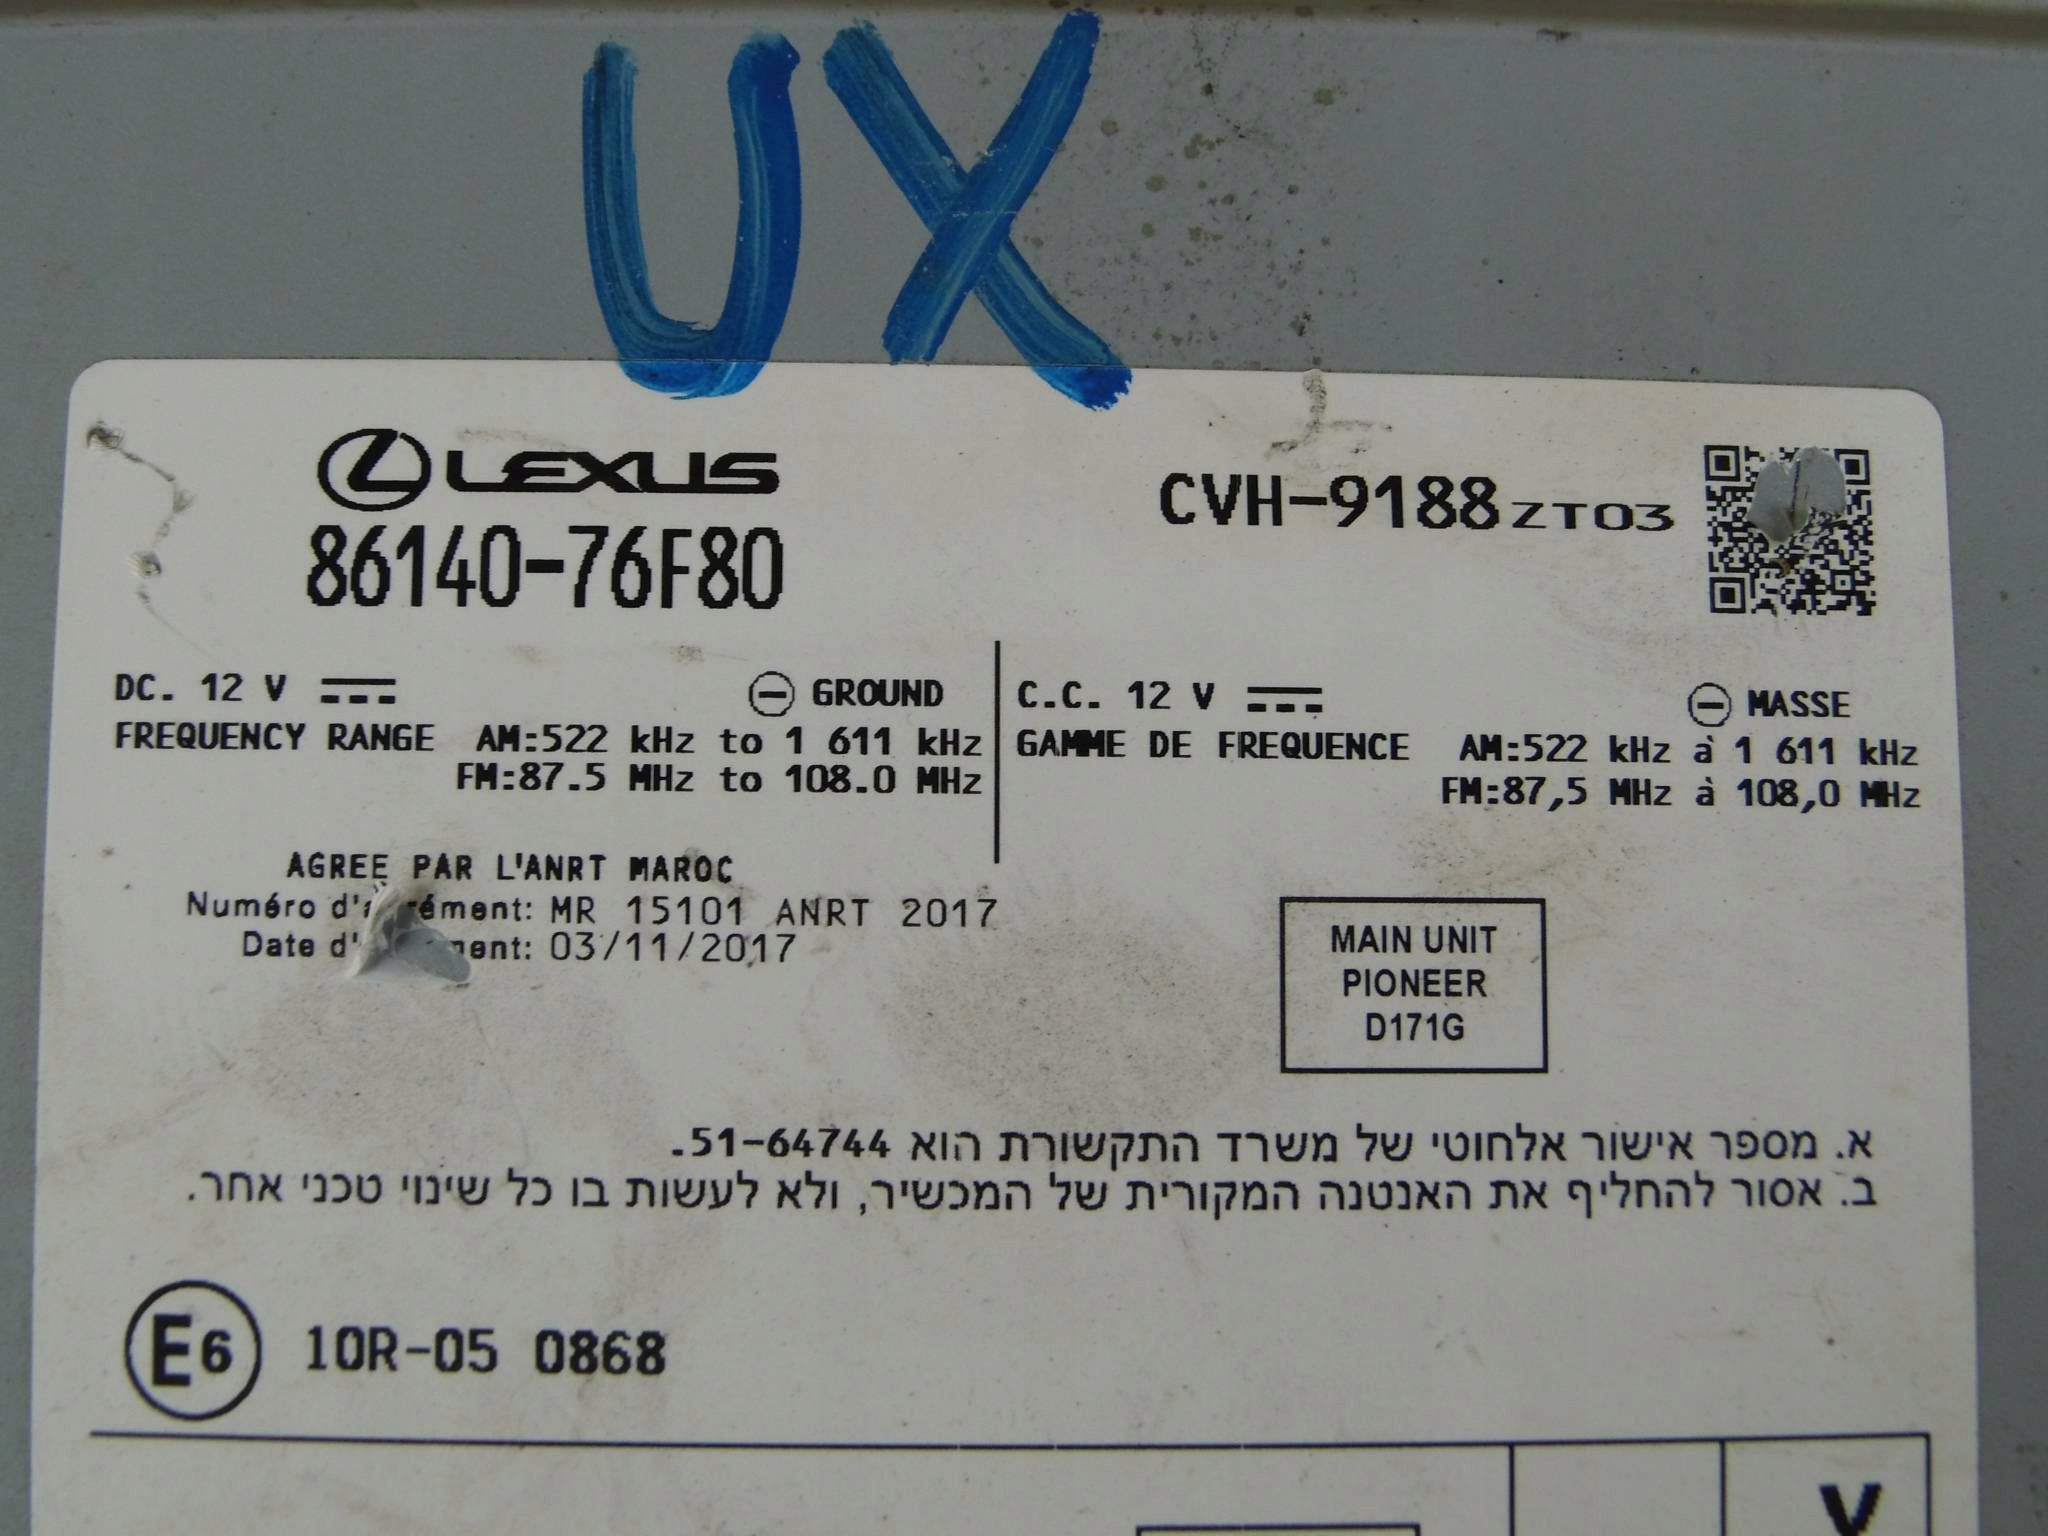 UX
LEXUS
86140-76F80
CVH-9188ZT03
DC. 12 V
GROUND
FREQUENCY RANGE AM:522 kHz to 1 611 kHz
FM:87.5 MHz to 108.0 MHz
C.C. 12 V
MASSE
GAMME DE FREQUENCE AM:522 kHz à 1 611 kHz
FM:87,5 MHz à 108,0 MHz
AGREE PAR L'ANRT MAROC
Numéro MR 15101 ANRT 2017
Date 03/11/2017
MAIN UNIT
PIONEER
D171G
א. מספר אישור אלחוטי של משרד התקשורת הוא 51-64744.
ב. אסור להחליף את האנטנה המקורית של המכשיר, ולא לעשות בו כל שינוי טכני אחר.
E6 10R-05 0868
V